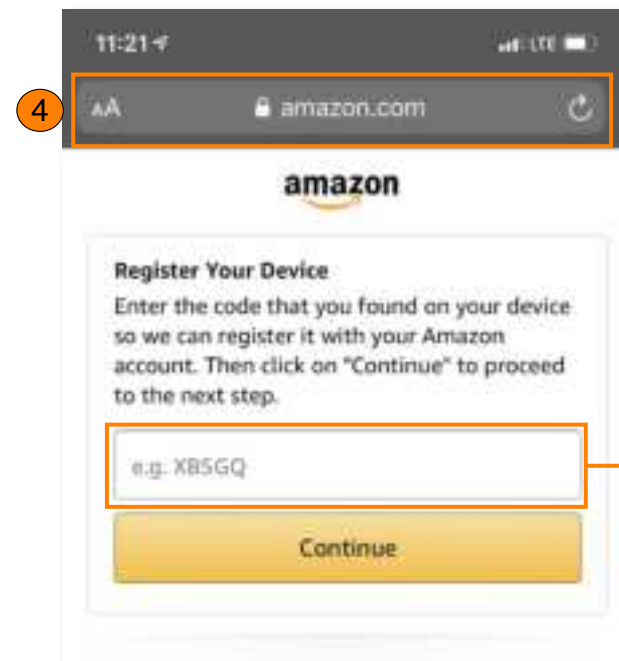 11:21 LTE
4
AA amazon.com
amazon
Register Your Device
Enter the code that you found on your device
so we can register it with your Amazon
account. Then click on "Continue" to proceed
to the next step.
e.g. XB5GQ
Continue